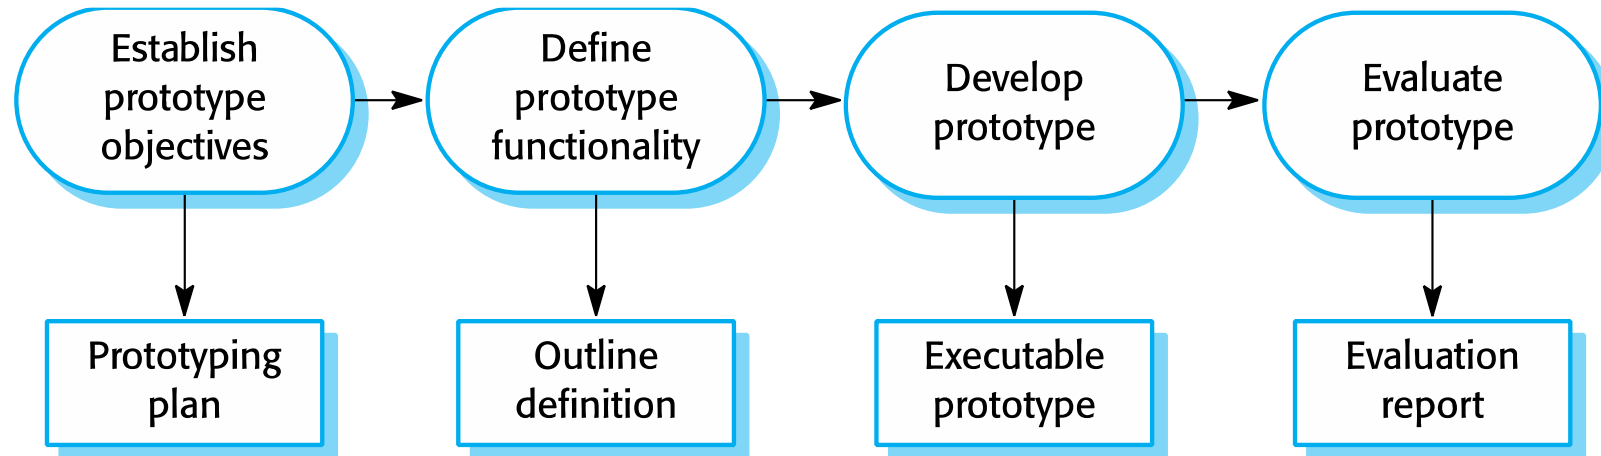 Establish
prototype
objectives
Define
prototype
functionality
Develop
prototype
Evaluate
prototype
Prototyping
plan
Outline
definition
Executable
prototype
Evaluation
report